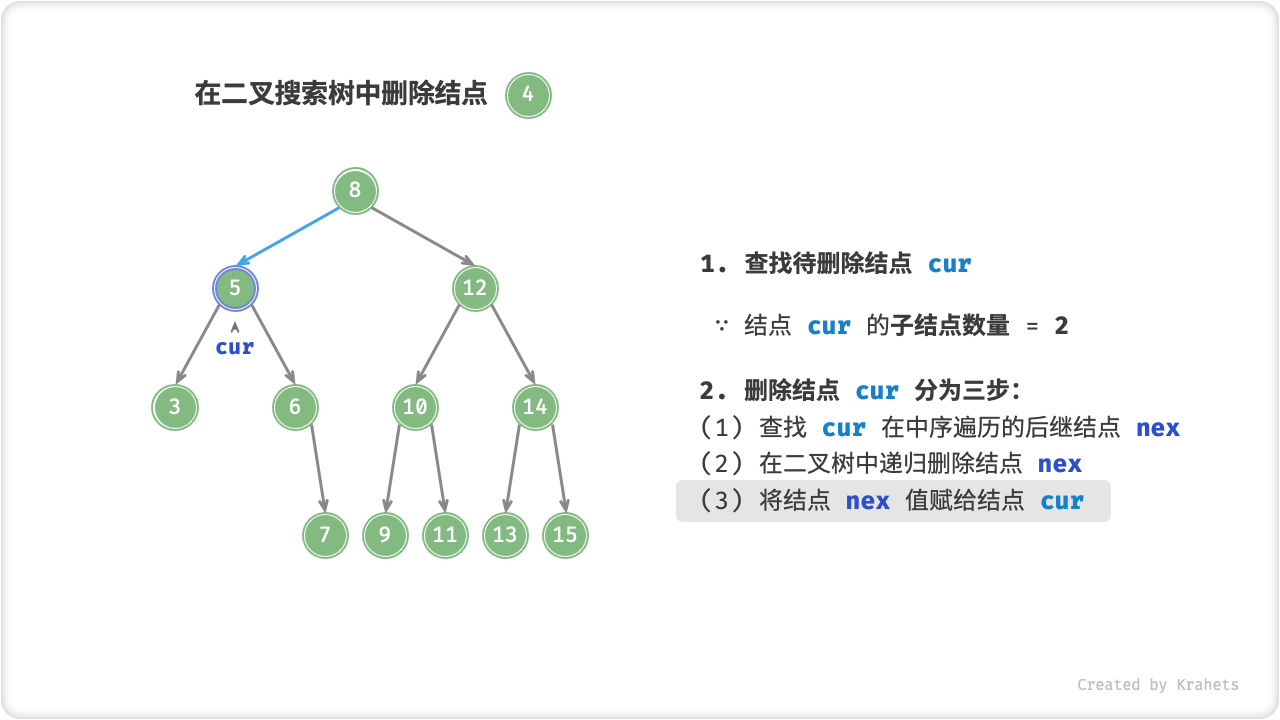 在二叉搜索树中删除结点 4
8
5 12
cur
3 6 10 14
7 9 11 13 15
1. 查找待删除结点 cur
∵ 结点 cur 的子结点数量 = 2
2. 删除结点 cur 分为三步：
(1) 查找 cur 在中序遍历的后继结点 nex
(2) 在二叉树中递归删除结点 nex
(3) 将结点 nex 值赋给结点 cur
Created by Krahets